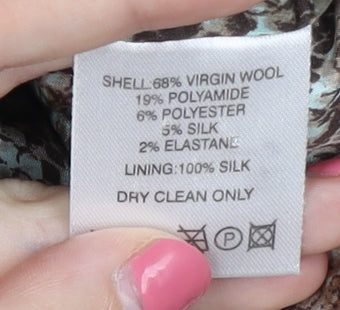 SHELL:68% VIRGIN WOOL
19% POLYAMIDE
6% POLYESTER
5% SILK
2% ELASTANE
LINING:100% SILK
DRY CLEAN ONLY
P